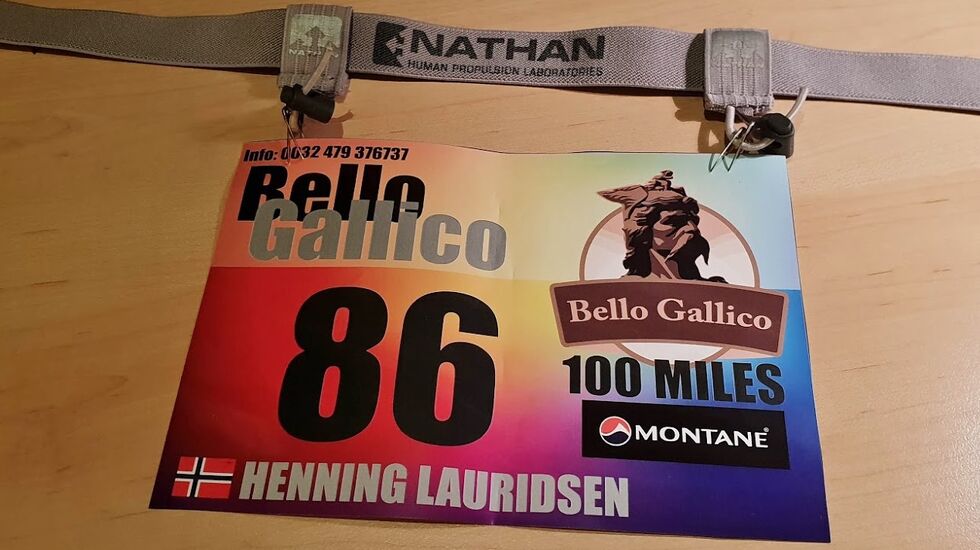 NATHAN
HUMAN PROPULSION LABORATORIES
Info: 0032 479 376737
Bello
Gallico
Bello Gallico
86
100 MILES
MONTANE®
HENNING LAURIDSEN